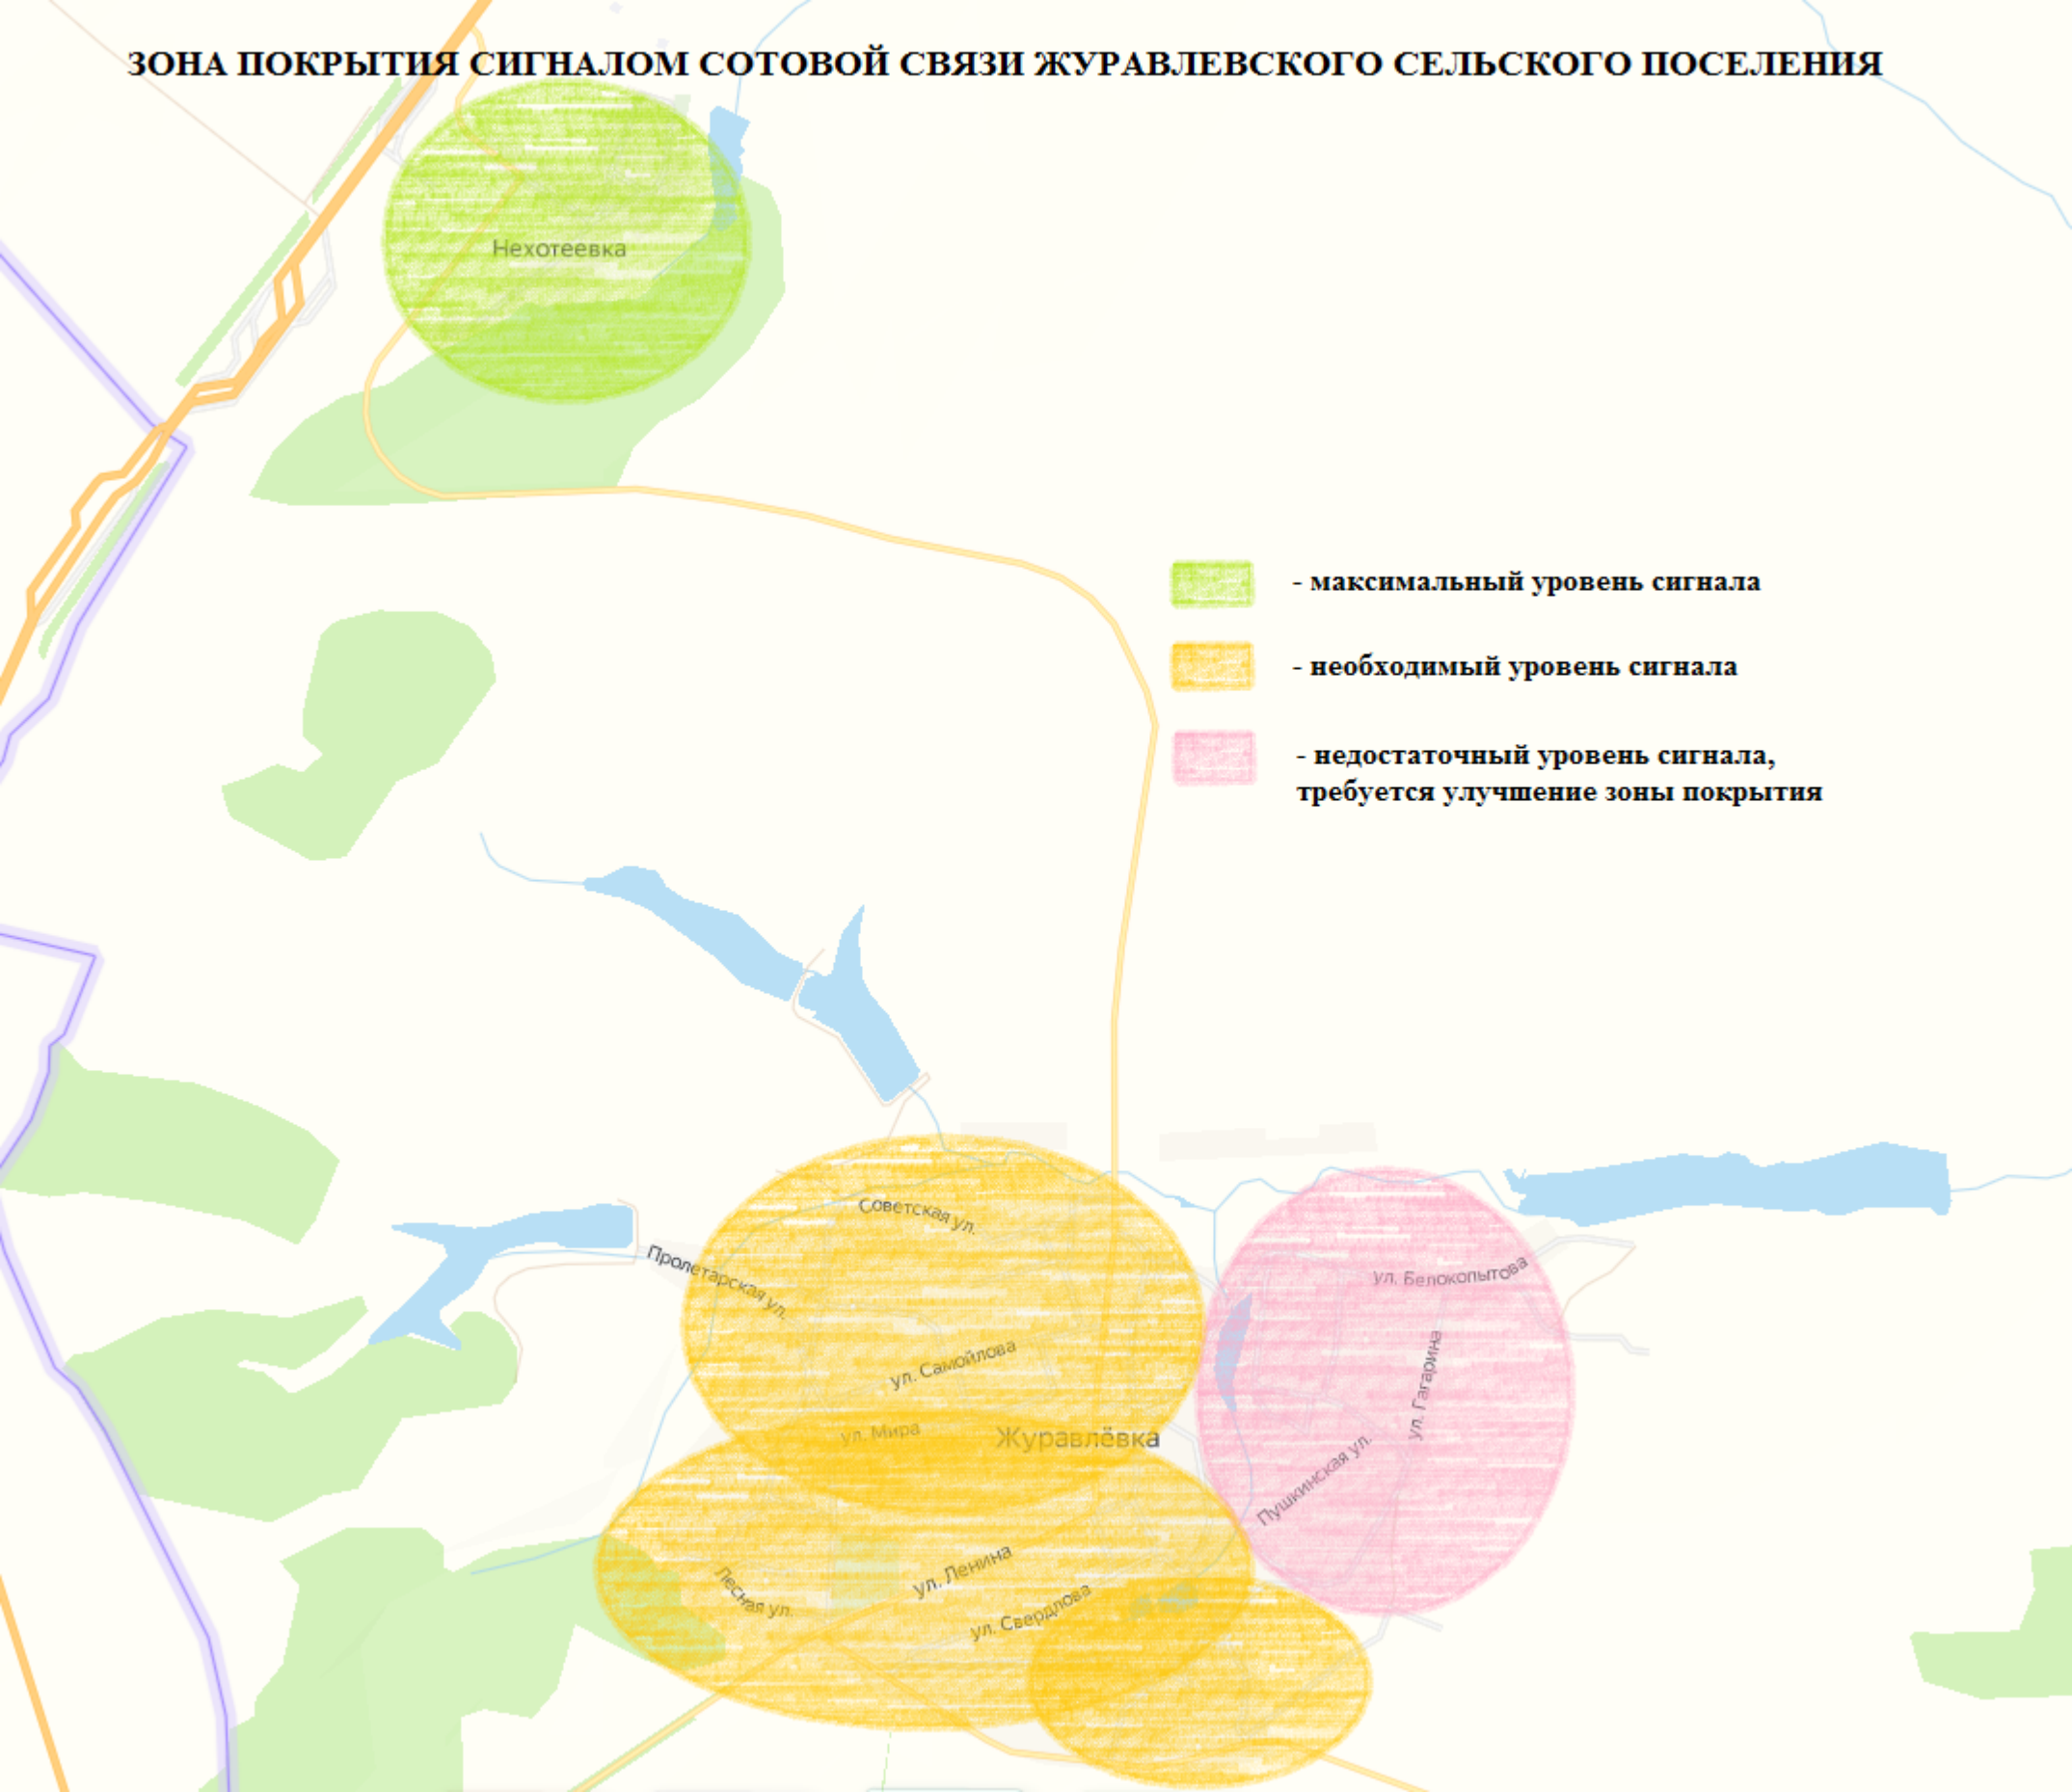 ЗОНА ПОКРЫТИЯ СИГНАЛОМ СОТОВОЙ СВЯЗИ ЖУРАВЛЕВСКОГО СЕЛЬСКОГО ПОСЕЛЕНИЯ
Нехотеевка
- максимальный уровень сигнала
- необходимый уровень сигнала
- недостаточный уровень сигнала,
требуется улучшение зоны покрытия
Советская ул.
Пролетарская ул.
ул. Белокопытова
ул. Самойлова
ул. Гагарина
ул. Мира
Журавлёвка
Пушкинская ул.
ул. Ленина
Лесная ул.
ул. Свердлова